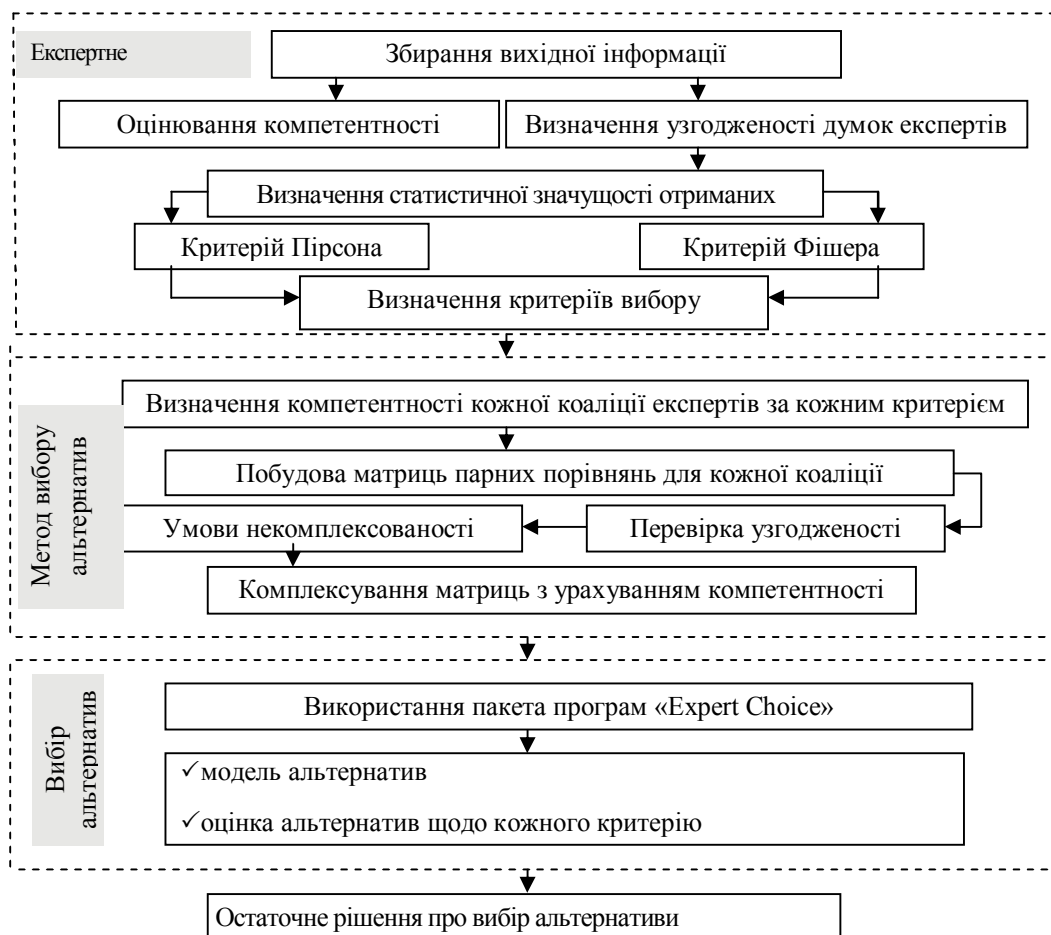 Експертне
Збирання вихідної інформації
Оцінювання компетентності
Визначення узгодженості думок експертів
Визначення статистичної значущості отриманих
Критерій Пірсона
Критерій Фішера
Визначення критеріїв вибору
Метод вибору
альтернатив
Визначення компетентності кожної коаліції експертів за кожним критерієм
Побудова матриць парних порівнянь для кожної коаліції
Умови некомплексованості
Перевірка узгодженості
Комплексування матриць з урахуванням компетентності
Вибір
альтернатив
Використання пакета програм «Expert Choice»
✓модель альтернатив
✓оцінка альтернатив щодо кожного критерію
Остаточне рішення про вибір альтернативи